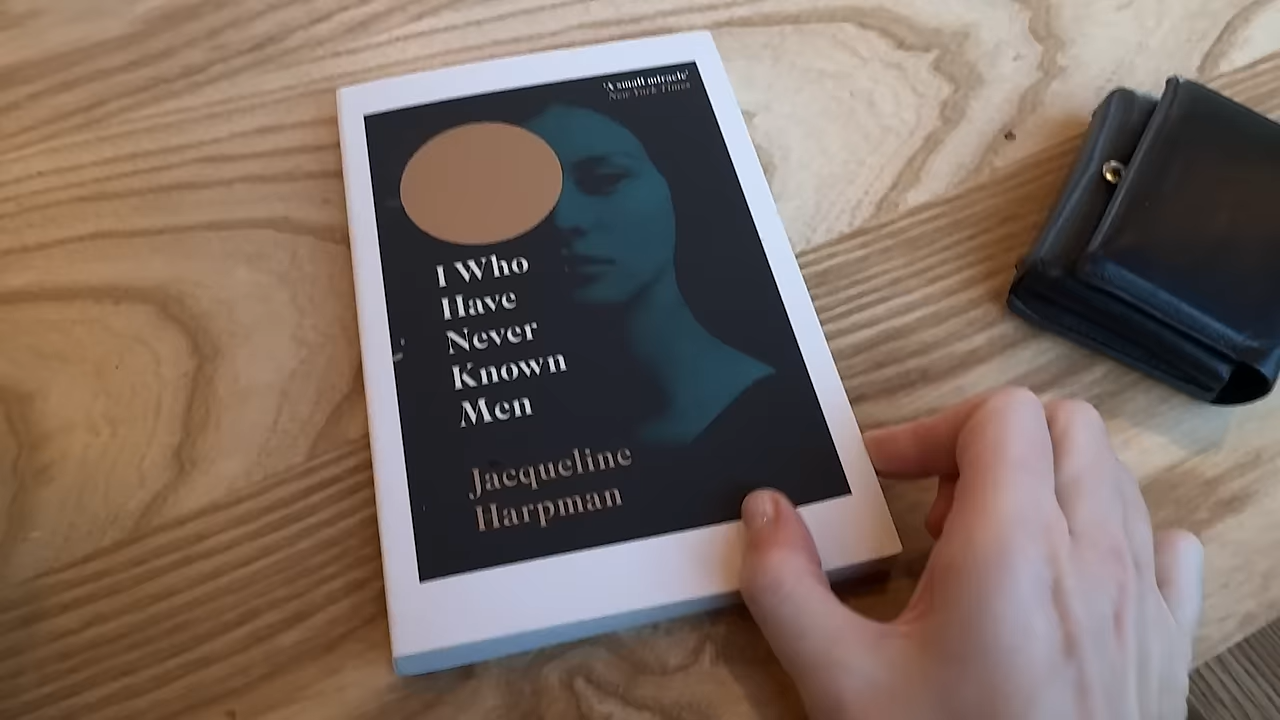 'A small miracle'
New York Times
I Who
Have
Never
Known
Men
Jacqueline
Harpman